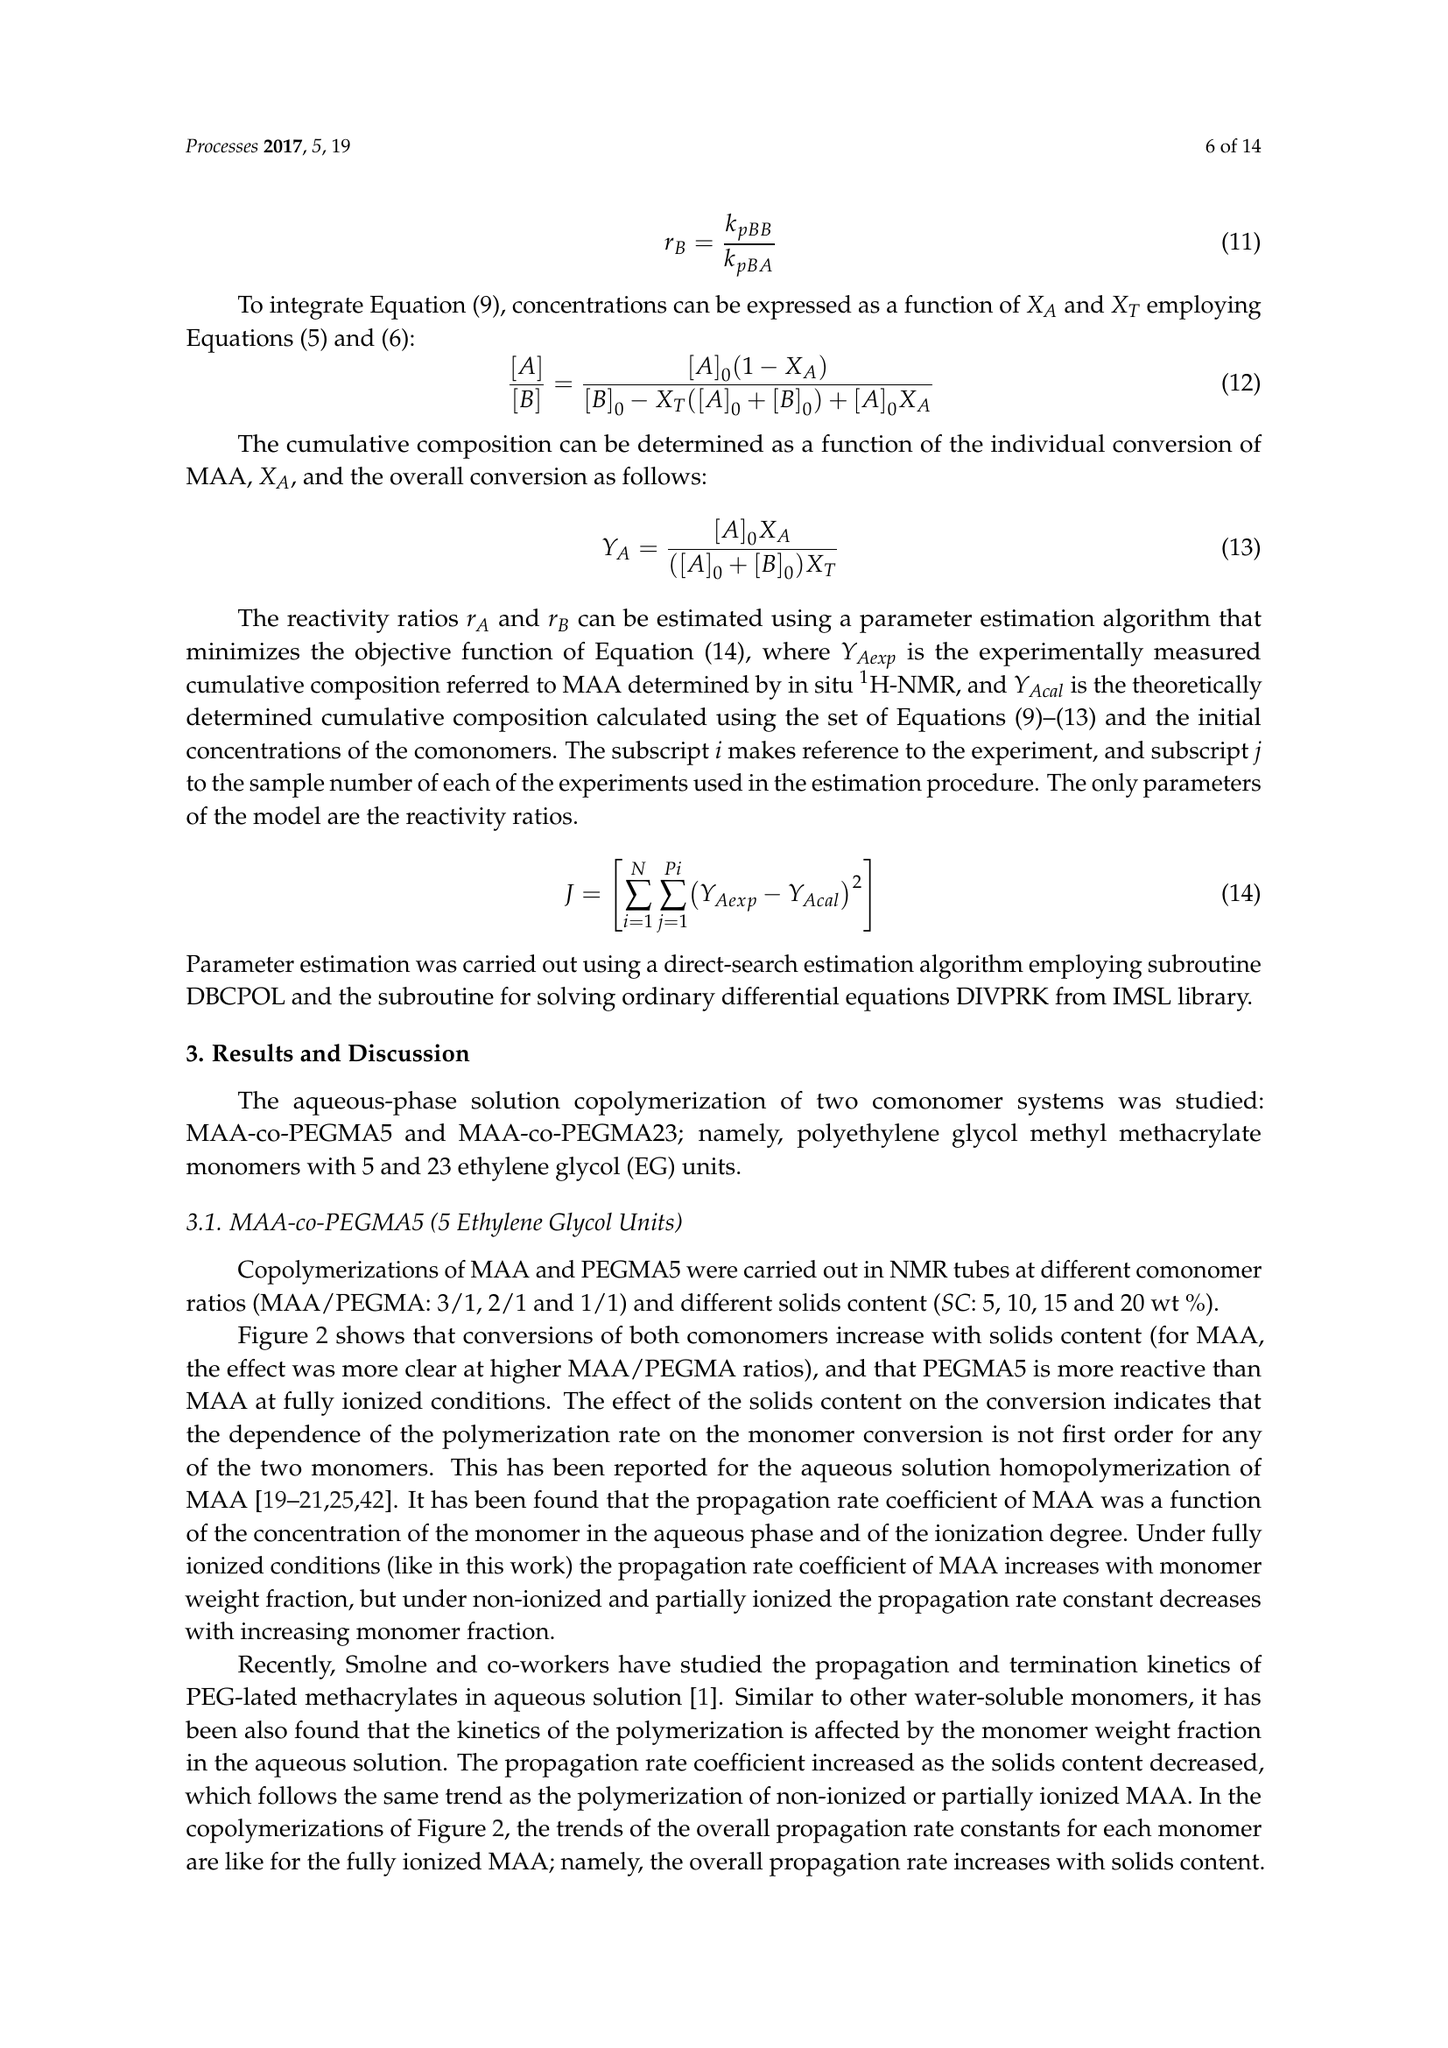 Processes 2017, 5, 19 6 of 14
r_B = k_{pBB} / k_{pBA} (11)
To integrate Equation (9), concentrations can be expressed as a function of X_A and X_T employing
Equations (5) and (6):
[A] / [B] = [A]_0(1 − X_A) / ([B]_0 − X_T([A]_0 + [B]_0) + [A]_0X_A) (12)
The cumulative composition can be determined as a function of the individual conversion of
MAA, X_A, and the overall conversion as follows:
Y_A = [A]_0X_A / (([A]_0 + [B]_0)X_T) (13)
The reactivity ratios r_A and r_B can be estimated using a parameter estimation algorithm that
minimizes the objective function of Equation (14), where Y_{Aexp} is the experimentally measured
cumulative composition referred to MAA determined by in situ ¹H-NMR, and Y_{Acal} is the theoretically
determined cumulative composition calculated using the set of Equations (9)–(13) and the initial
concentrations of the comonomers. The subscript i makes reference to the experiment, and subscript j
to the sample number of each of the experiments used in the estimation procedure. The only parameters
of the model are the reactivity ratios.
J = [∑_{i=1}^{N} ∑_{j=1}^{Pi} (Y_{Aexp} − Y_{Acal})²] (14)
Parameter estimation was carried out using a direct-search estimation algorithm employing subroutine
DBCPOL and the subroutine for solving ordinary differential equations DIVPRK from IMSL library.
3. Results and Discussion
The aqueous-phase solution copolymerization of two comonomer systems was studied:
MAA-co-PEGMA5 and MAA-co-PEGMA23; namely, polyethylene glycol methyl methacrylate
monomers with 5 and 23 ethylene glycol (EG) units.
3.1. MAA-co-PEGMA5 (5 Ethylene Glycol Units)
Copolymerizations of MAA and PEGMA5 were carried out in NMR tubes at different comonomer
ratios (MAA/PEGMA: 3/1, 2/1 and 1/1) and different solids content (SC: 5, 10, 15 and 20 wt %).
Figure 2 shows that conversions of both comonomers increase with solids content (for MAA,
the effect was more clear at higher MAA/PEGMA ratios), and that PEGMA5 is more reactive than
MAA at fully ionized conditions. The effect of the solids content on the conversion indicates that
the dependence of the polymerization rate on the monomer conversion is not first order for any
of the two monomers. This has been reported for the aqueous solution homopolymerization of
MAA [19–21,25,42]. It has been found that the propagation rate coefficient of MAA was a function
of the concentration of the monomer in the aqueous phase and of the ionization degree. Under fully
ionized conditions (like in this work) the propagation rate coefficient of MAA increases with monomer
weight fraction, but under non-ionized and partially ionized the propagation rate constant decreases
with increasing monomer fraction.
Recently, Smolne and co-workers have studied the propagation and termination kinetics of
PEG-lated methacrylates in aqueous solution [1]. Similar to other water-soluble monomers, it has
been also found that the kinetics of the polymerization is affected by the monomer weight fraction
in the aqueous solution. The propagation rate coefficient increased as the solids content decreased,
which follows the same trend as the polymerization of non-ionized or partially ionized MAA. In the
copolymerizations of Figure 2, the trends of the overall propagation rate constants for each monomer
are like for the fully ionized MAA; namely, the overall propagation rate increases with solids content.